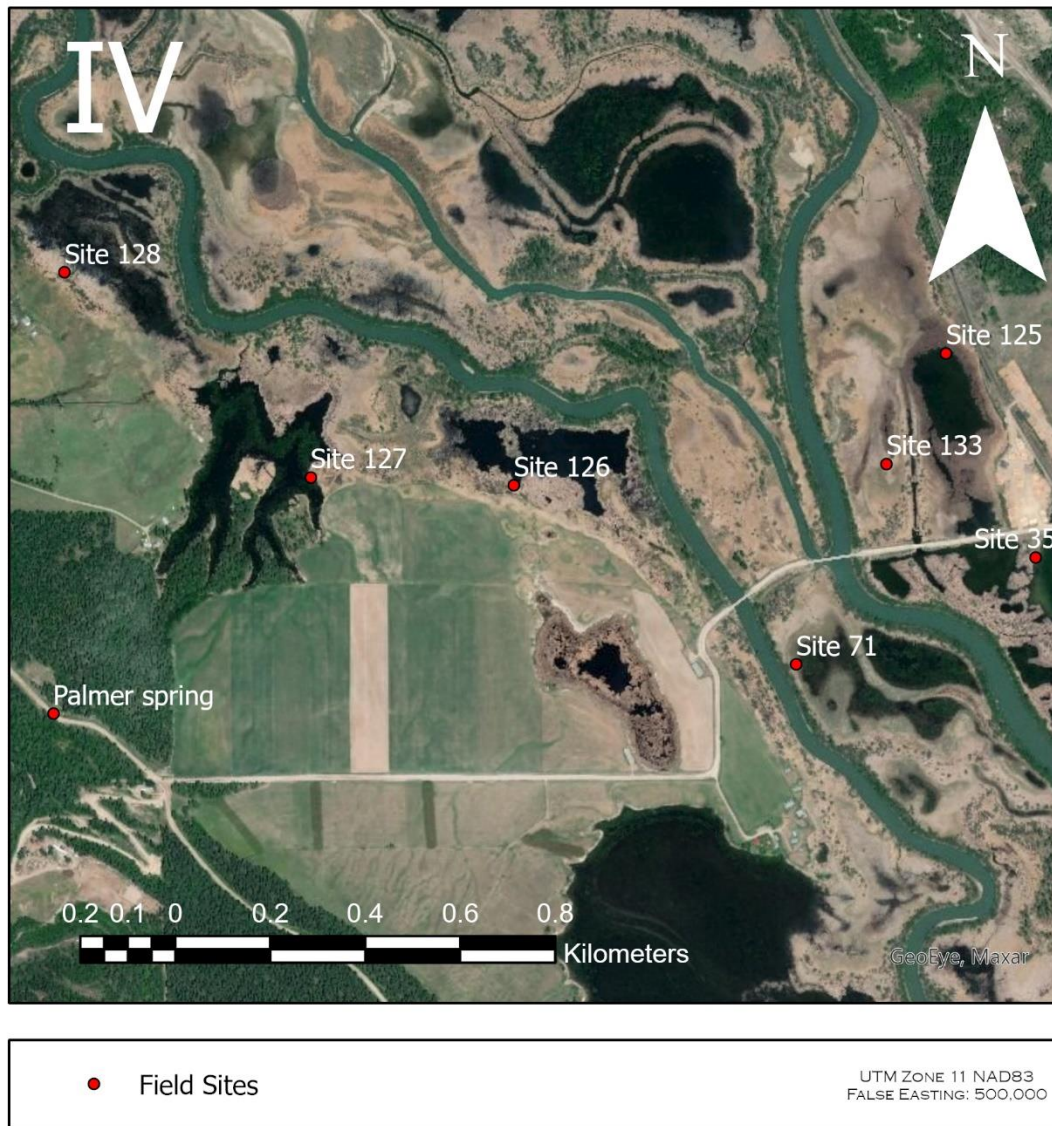 IV
N
Site 128
Site 125
Site 127
Site 126
Site 133
Site 35
Site 71
Palmer spring
0.2 0.1 0 0.2 0.4 0.6 0.8
Kilometers
GeoEye, Maxar
Field Sites
UTM Zone 11 NAD83
False Easting: 500,000